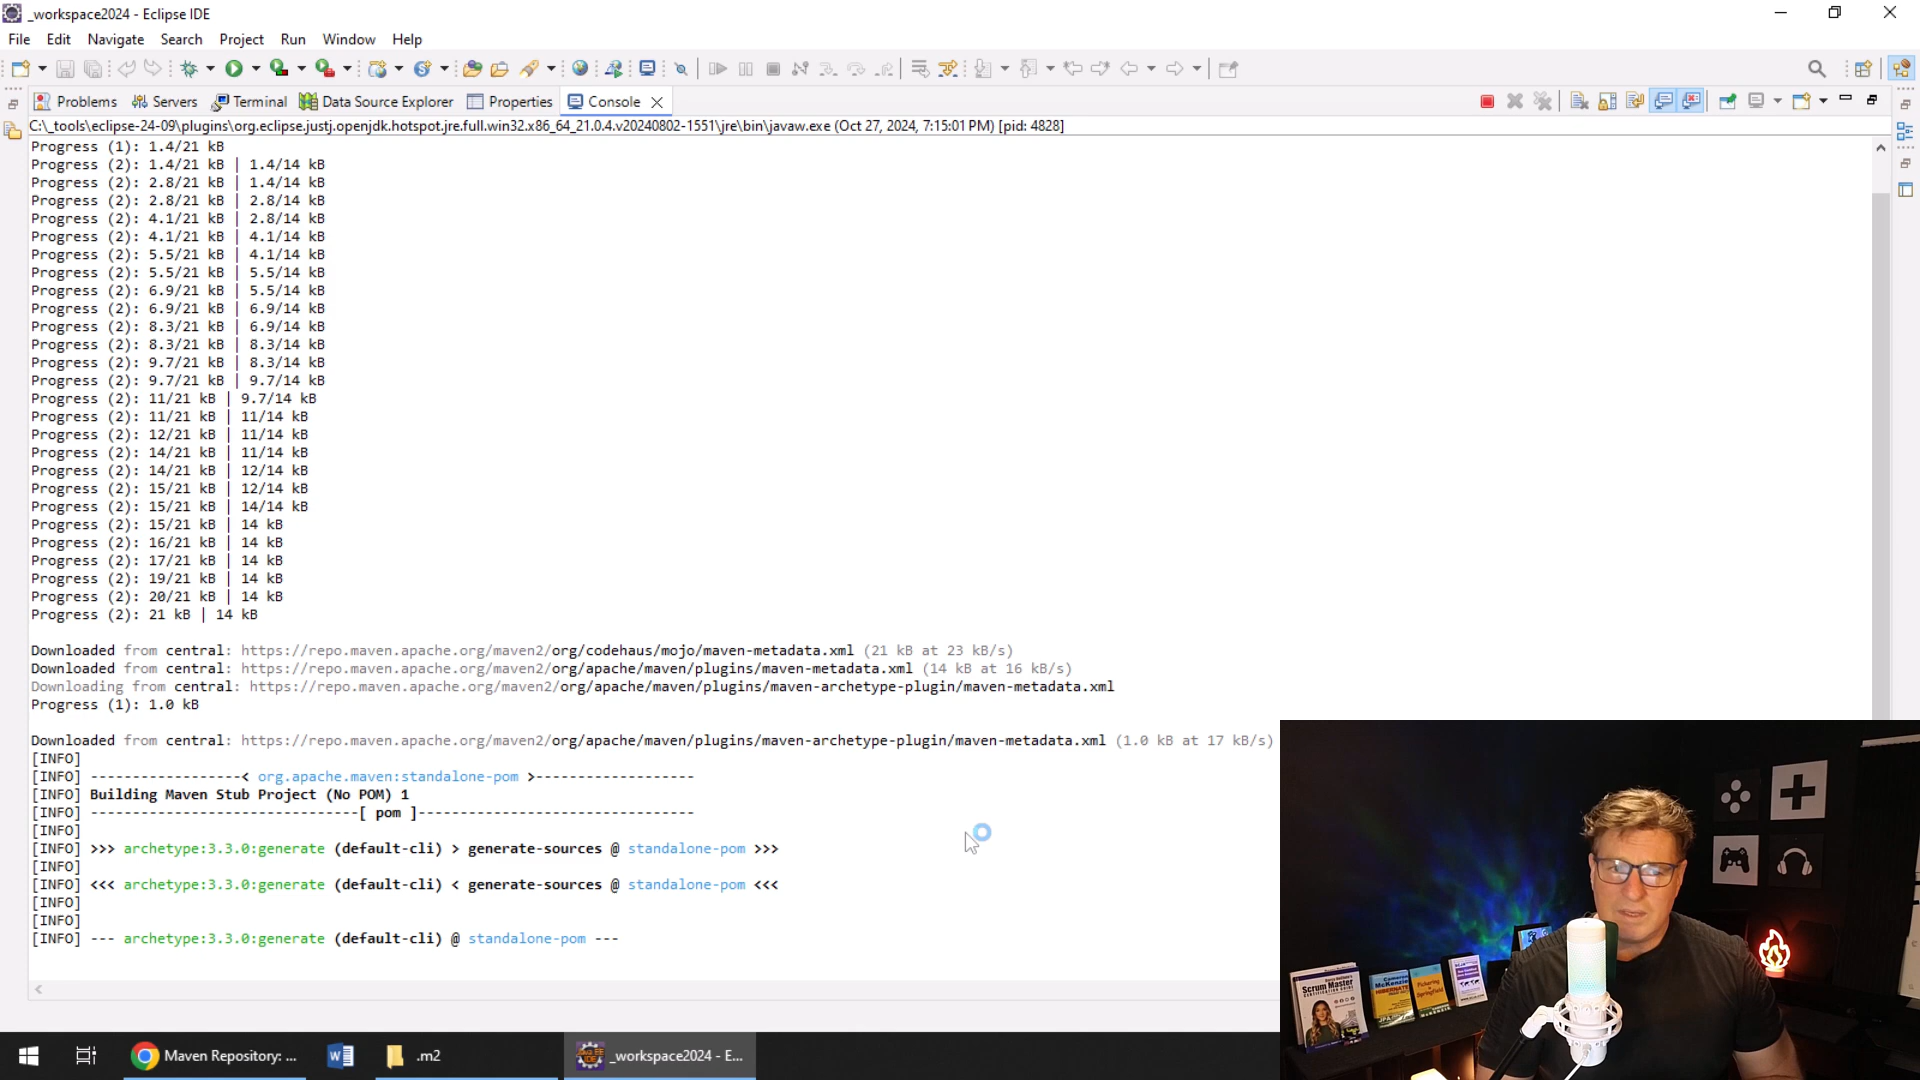 _workspace2024 - Eclipse IDE
File Edit Navigate Search Project Run Window Help
Problems Servers Terminal Data Source Explorer Properties Console
C:\_tools\eclipse-24-09\plugins\org.eclipse.justj.openjdk.hotspot.jre.full.win32.x86_64_21.0.4.v20240802-1551\jre\bin\javaw.exe (Oct 27, 2024, 7:15:01 PM) [pid: 4828]
Progress (1): 1.4/21 kB
Progress (2): 1.4/21 kB | 1.4/14 kB
Progress (2): 2.8/21 kB | 1.4/14 kB
Progress (2): 2.8/21 kB | 2.8/14 kB
Progress (2): 4.1/21 kB | 2.8/14 kB
Progress (2): 4.1/21 kB | 4.1/14 kB
Progress (2): 5.5/21 kB | 4.1/14 kB
Progress (2): 5.5/21 kB | 5.5/14 kB
Progress (2): 6.9/21 kB | 5.5/14 kB
Progress (2): 6.9/21 kB | 6.9/14 kB
Progress (2): 8.3/21 kB | 6.9/14 kB
Progress (2): 8.3/21 kB | 8.3/14 kB
Progress (2): 9.7/21 kB | 8.3/14 kB
Progress (2): 9.7/21 kB | 9.7/14 kB
Progress (2): 11/21 kB | 9.7/14 kB
Progress (2): 11/21 kB | 11/14 kB
Progress (2): 12/21 kB | 11/14 kB
Progress (2): 14/21 kB | 11/14 kB
Progress (2): 14/21 kB | 12/14 kB
Progress (2): 15/21 kB | 12/14 kB
Progress (2): 15/21 kB | 14/14 kB
Progress (2): 15/21 kB | 14 kB
Progress (2): 16/21 kB | 14 kB
Progress (2): 17/21 kB | 14 kB
Progress (2): 19/21 kB | 14 kB
Progress (2): 20/21 kB | 14 kB
Progress (2): 21 kB | 14 kB
Downloaded from central: https://repo.maven.apache.org/maven2/org/codehaus/mojo/maven-metadata.xml (21 kB at 23 kB/s)
Downloaded from central: https://repo.maven.apache.org/maven2/org/apache/maven/plugins/maven-metadata.xml (14 kB at 16 kB/s)
Downloading from central: https://repo.maven.apache.org/maven2/org/apache/maven/plugins/maven-archetype-plugin/maven-metadata.xml
Progress (1): 1.0 kB
Downloaded from central: https://repo.maven.apache.org/maven2/org/apache/maven/plugins/maven-archetype-plugin/maven-metadata.xml (1.0 kB at 17 kB/s)
[INFO]
[INFO] ------------------< org.apache.maven:standalone-pom >-------------------
[INFO] Building Maven Stub Project (No POM) 1
[INFO] --------------------------------[ pom ]---------------------------------
[INFO]
[INFO] >>> archetype:3.3.0:generate (default-cli) > generate-sources @ standalone-pom >>>
[INFO]
[INFO] <<< archetype:3.3.0:generate (default-cli) < generate-sources @ standalone-pom <<<
[INFO]
[INFO]
[INFO] --- archetype:3.3.0:generate (default-cli) @ standalone-pom ---
Scrum Master
Maven Repository: ...
.m2
_workspace2024 - E...